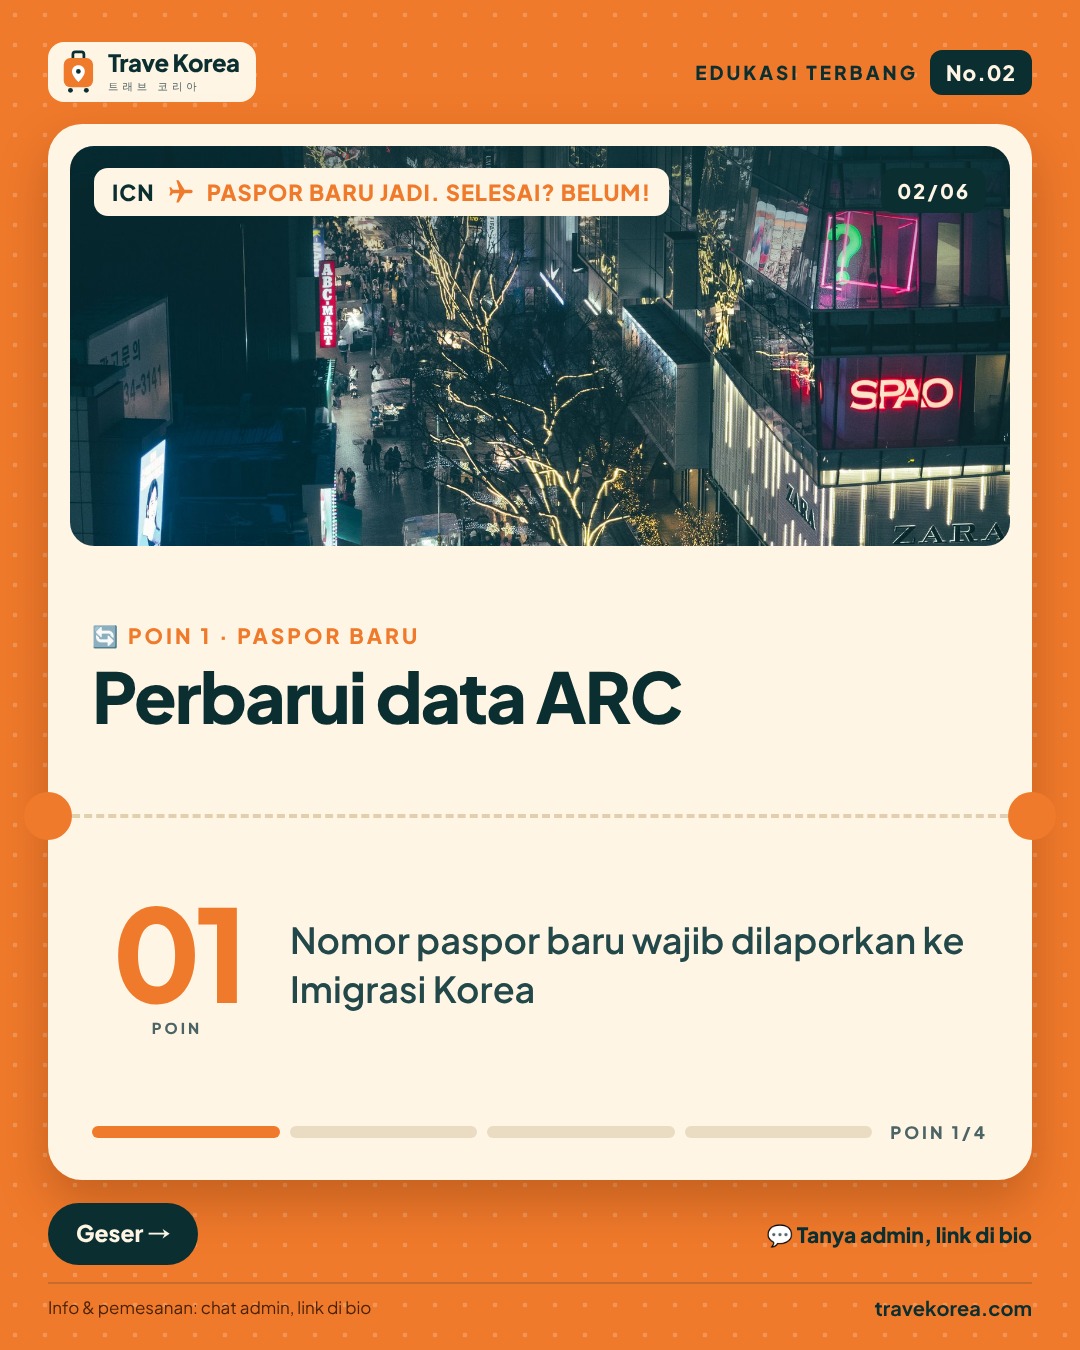 Trave Korea
트래브 코리아
EDUKASI TERBANG
No.02
ICN ✈ PASPOR BARU JADI. SELESAI? BELUM!
02/06
ABC-MART
?
34-3141
SPAO
ZARA
ZARA
🔄 POIN 1 · PASPOR BARU
Perbarui data ARC
01
POIN
Nomor paspor baru wajib dilaporkan ke
Imigrasi Korea
POIN 1/4
Geser →
💬 Tanya admin, link di bio
Info & pemesanan: chat admin, link di bio
travekorea.com